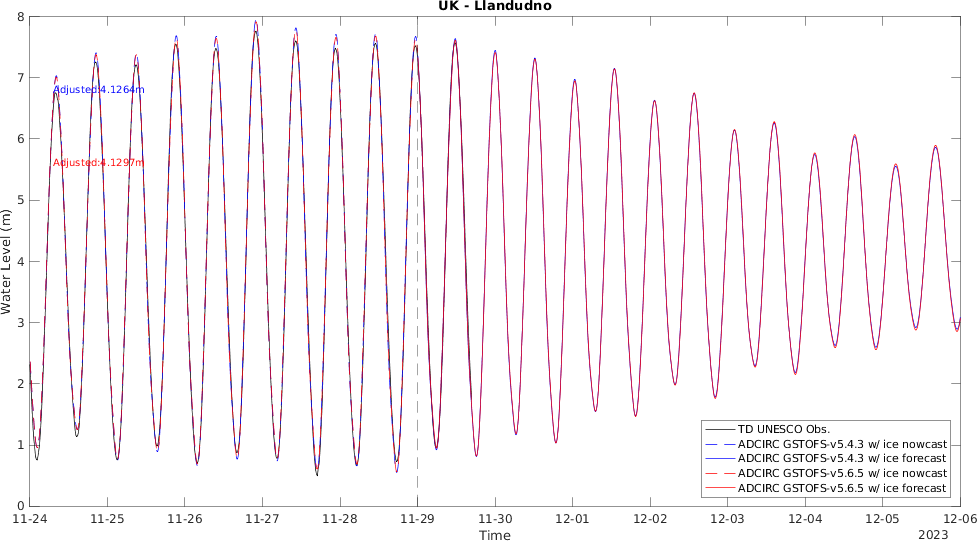 UK - Llandudno
8
7
6
5
4
3
2
1
0
Water Level (m)
Adjusted:4.1264m
Adjusted:4.1297m
TD UNESCO Obs.
ADCIRC GSTOFS-v5.4.3 w/ ice nowcast
ADCIRC GSTOFS-v5.4.3 w/ ice forecast
ADCIRC GSTOFS-v5.6.5 w/ ice nowcast
ADCIRC GSTOFS-v5.6.5 w/ ice forecast
11-24 11-25 11-26 11-27 11-28 11-29 11-30 12-01 12-02 12-03 12-04 12-05 12-06
Time
2023